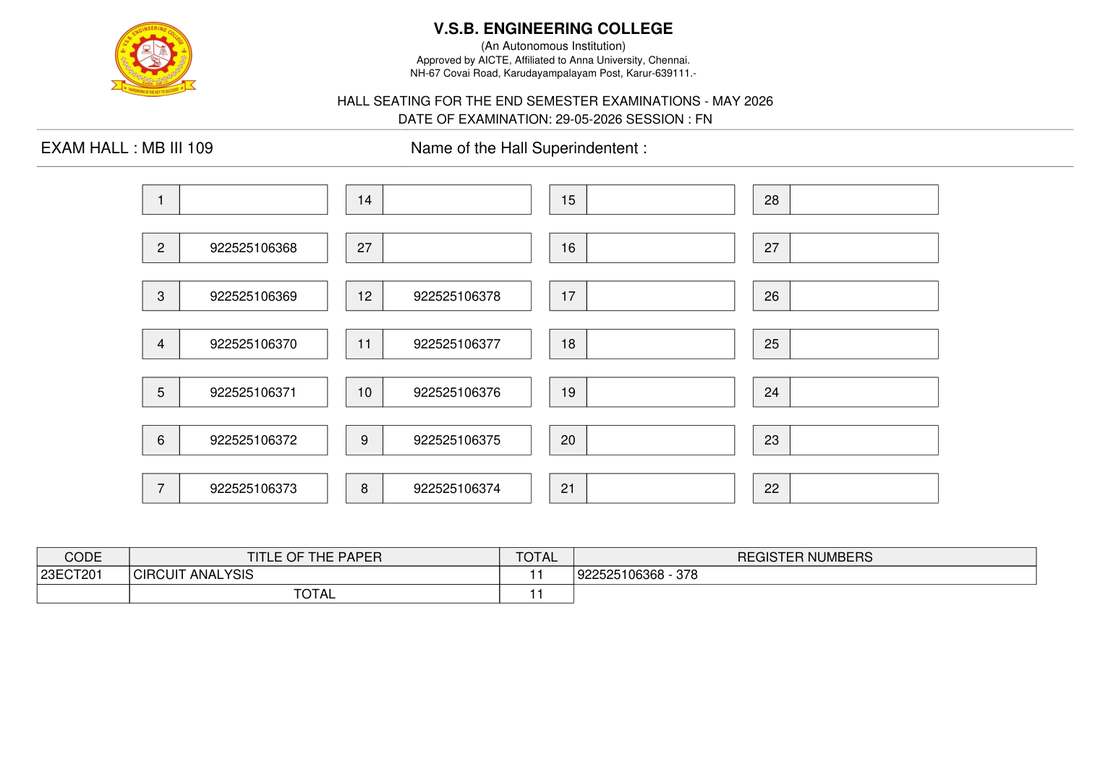 V.S.B. ENGINEERING COLLEGE
(An Autonomous Institution)
Approved by AICTE, Affiliated to Anna University, Chennai.
NH-67 Covai Road, Karudayampalayam Post, Karur-639111.-
HALL SEATING FOR THE END SEMESTER EXAMINATIONS - MAY 2026
DATE OF EXAMINATION: 29-05-2026 SESSION : FN
EXAM HALL : MB III 109 Name of the Hall Superindentent :
1 14 15 28
2 922525106368 27 16 27
3 922525106369 12 922525106378 17 26
4 922525106370 11 922525106377 18 25
5 922525106371 10 922525106376 19 24
6 922525106372 9 922525106375 20 23
7 922525106373 8 922525106374 21 22
CODE TITLE OF THE PAPER TOTAL REGISTER NUMBERS
23ECT201 CIRCUIT ANALYSIS 11 922525106368 - 378
TOTAL 11